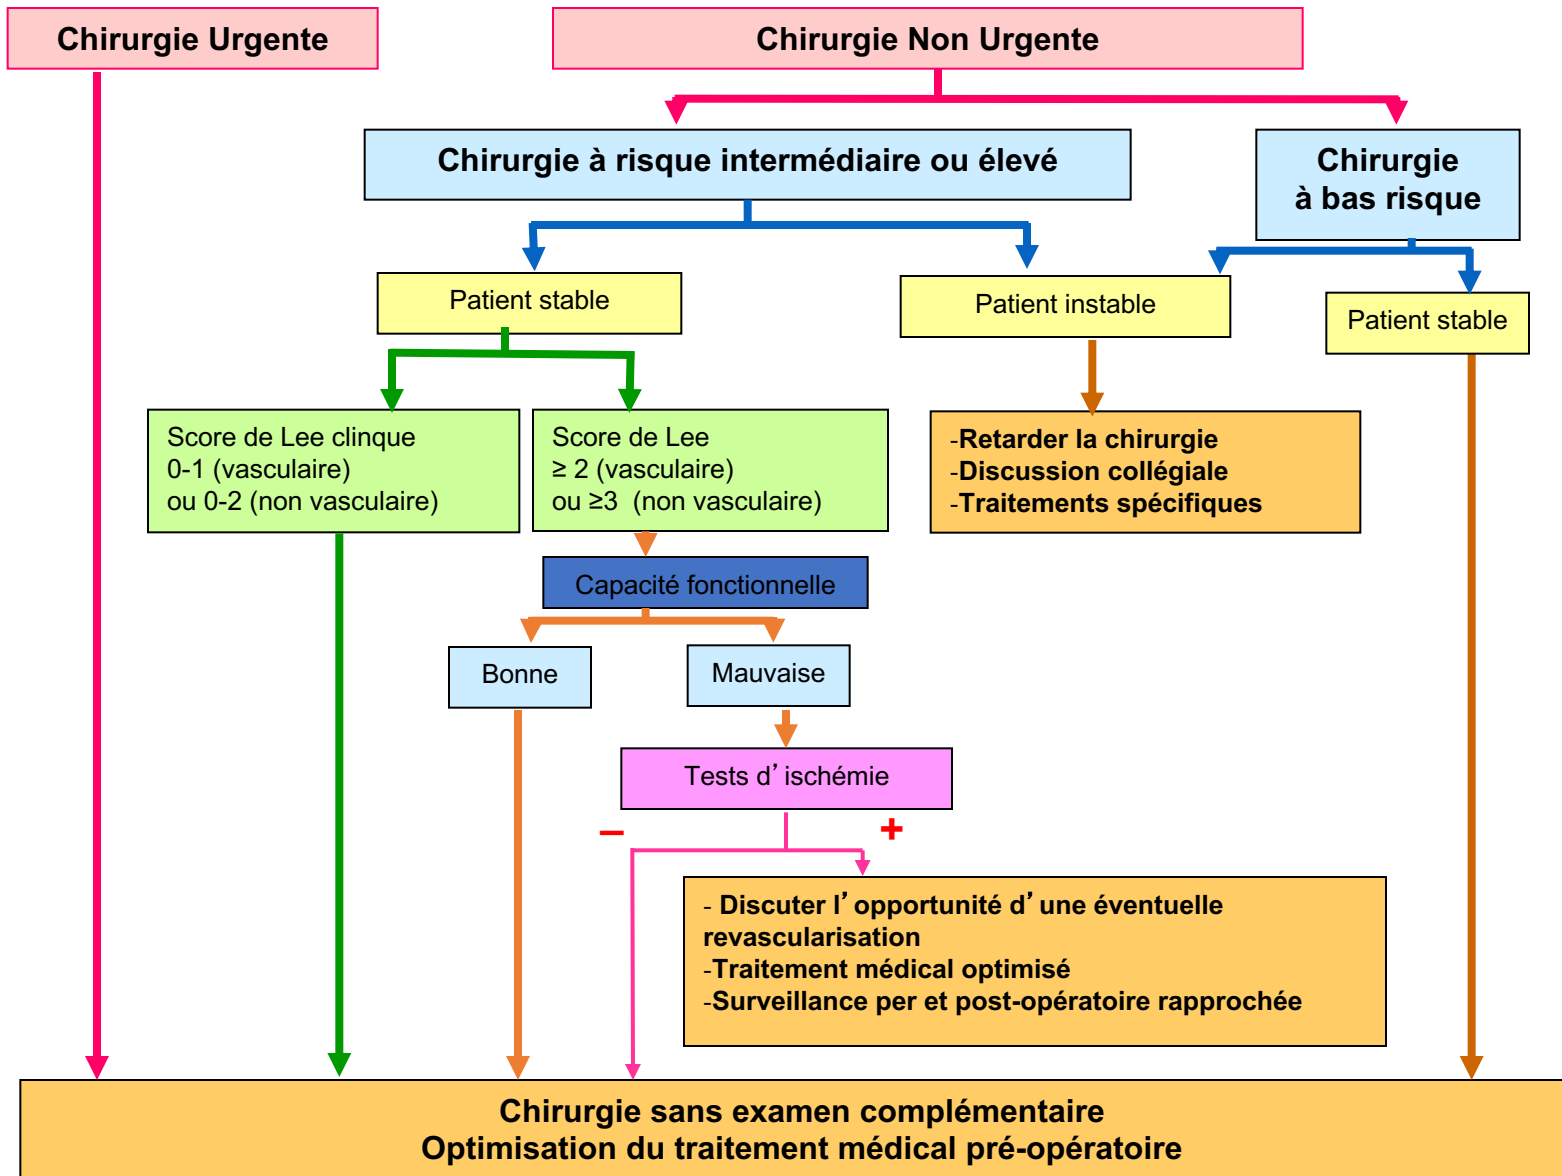 Chirurgie Urgente
Chirurgie Non Urgente
Chirurgie à risque intermédiaire ou élevé
Chirurgie
à bas risque
Patient stable
Patient instable
Patient stable
Score de Lee clinque
0-1 (vasculaire)
ou 0-2 (non vasculaire)
Score de Lee
≥ 2 (vasculaire)
ou ≥3 (non vasculaire)
-Retarder la chirurgie
-Discussion collégiale
-Traitements spécifiques
Capacité fonctionnelle
Bonne
Mauvaise
Tests d’ischémie
– +
- Discuter l’opportunité d’une éventuelle
revascularisation
-Traitement médical optimisé
-Surveillance per et post-opératoire rapprochée
Chirurgie sans examen complémentaire
Optimisation du traitement médical pré-opératoire